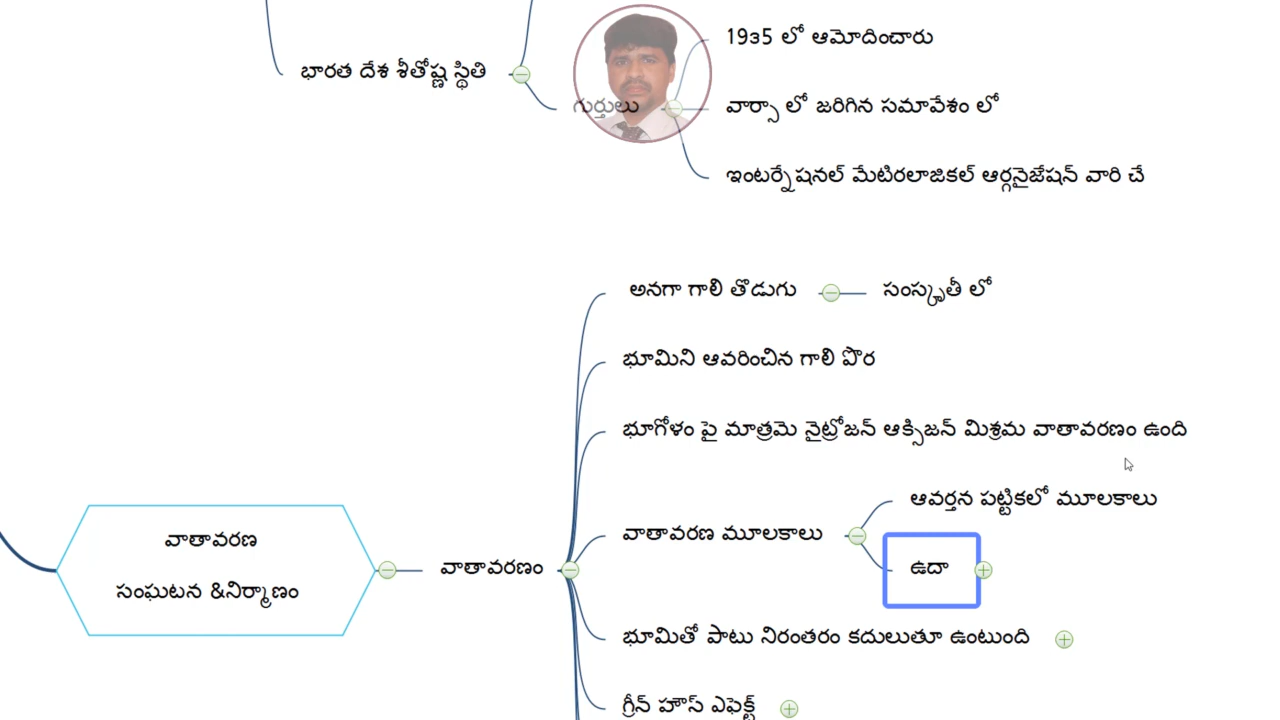 1935 లో ఆమోదించారు
భారత దేశ శీతోష్ణ స్థితి
గుర్తులు
వార్సా లో జరిగిన సమావేశం లో
ఇంటర్నేషనల్ మేటిరలాజికల్ ఆర్గనైజేషన్ వారి చే
అనగా గాలి తొడుగు
సంస్కృతీ లో
భూమిని ఆవరించిన గాలి పొర
భూగోళం పై మాత్రమె నైట్రోజన్ ఆక్సిజన్ మిశ్రమ వాతావరణం ఉంది
ఆవర్తన పట్టికలో మూలకాలు
వాతావరణ మూలకాలు
ఉదా
వాతావరణ
సంఘటన &నిర్మాణం
వాతావరణం
భూమితో పాటు నిరంతరం కదులుతూ ఉంటుంది
గ్రీన్ హౌస్ ఎఫెక్ట్